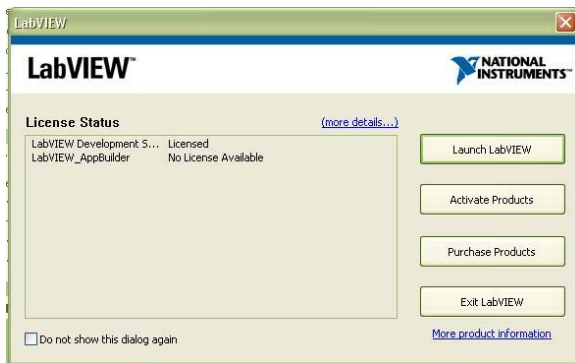 LabVIEW
LabVIEW™
NATIONAL
INSTRUMENTS™
License Status (more details...)
LabVIEW Development S... Licensed
LabVIEW_AppBuilder No License Available
Launch LabVIEW
Activate Products
Purchase Products
Exit LabVIEW
Do not show this dialog again
More product information